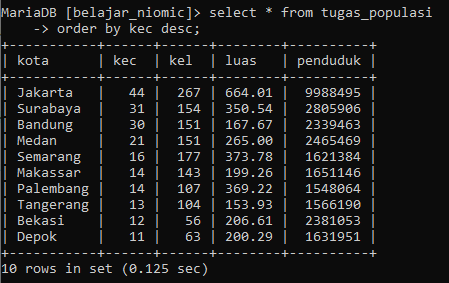 MariaDB [belajar_niomic]> select * from tugas_populasi
    -> order by kec desc;
+-----------+------+------+--------+----------+
| kota      | kec  | kel  | luas   | penduduk |
+-----------+------+------+--------+----------+
| Jakarta   |   44 |  267 | 664.01 |  9988495 |
| Surabaya  |   31 |  154 | 350.54 |  2805906 |
| Bandung   |   30 |  151 | 167.67 |  2339463 |
| Medan     |   21 |  151 | 265.00 |  2465469 |
| Semarang  |   16 |  177 | 373.78 |  1621384 |
| Makassar  |   14 |  143 | 199.26 |  1651146 |
| Palembang |   14 |  107 | 369.22 |  1548064 |
| Tangerang |   13 |  104 | 153.93 |  1566190 |
| Bekasi    |   12 |   56 | 206.61 |  2381053 |
| Depok     |   11 |   63 | 200.29 |  1631951 |
+-----------+------+------+--------+----------+
10 rows in set (0.125 sec)